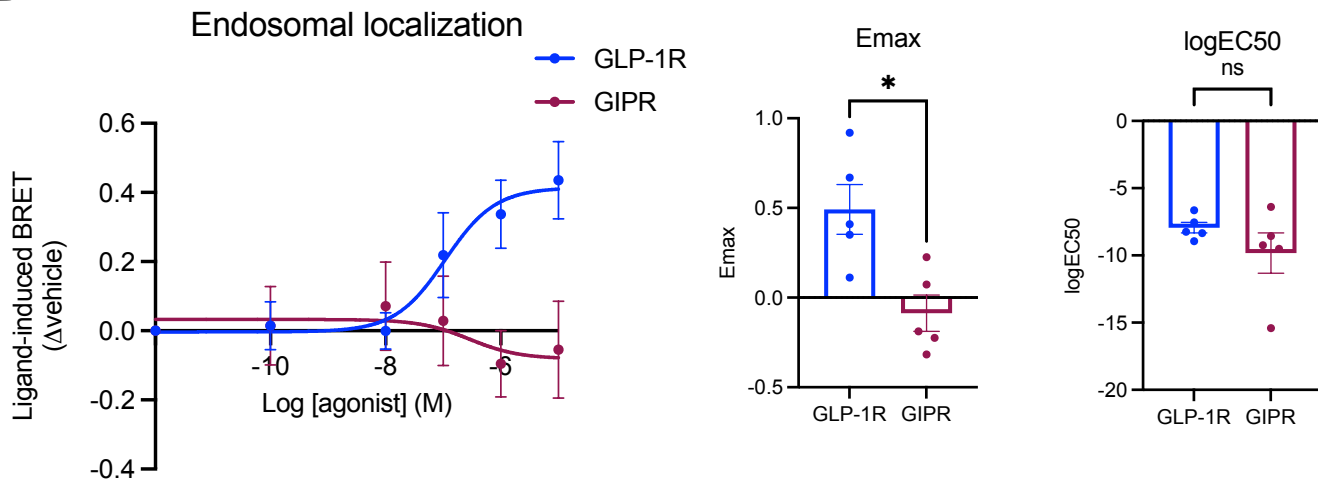 Endosomal localization
GLP-1R
GIPR
0.6
0.4
0.2
0.0
-0.2
-0.4
Ligand-induced BRET
(Δvehicle)
-10
-8
-6
Log [agonist] (M)
Emax
*
1.0
0.5
0.0
-0.5
Emax
GLP-1R
GIPR
logEC50
ns
0
-5
-10
-15
-20
logEC50
GLP-1R
GIPR